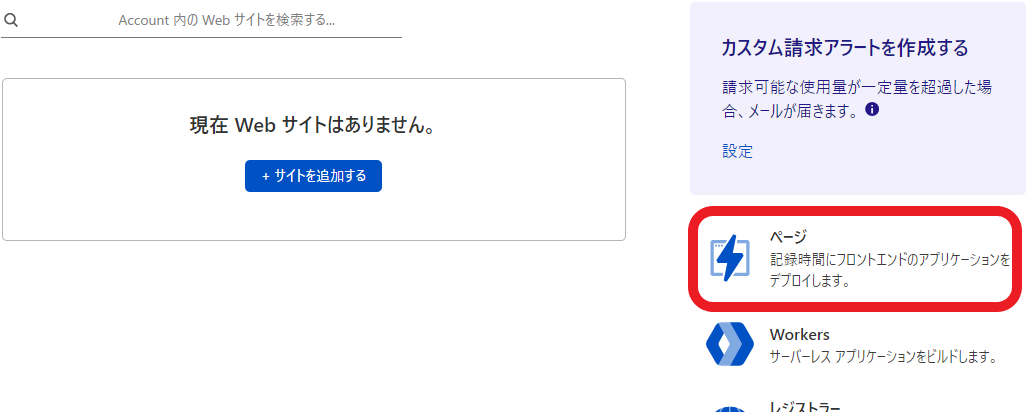 Account 内の Web サイトを検索する...
現在 Web サイトはありません。
+ サイトを追加する
カスタム請求アラートを作成する
請求可能な使用量が一定量を超過した場
合、メールが届きます。
設定
ページ
記録時間にフロントエンドのアプリケーションを
デプロイします。
Workers
サーバーレス アプリケーションをビルドします。
レジストラー